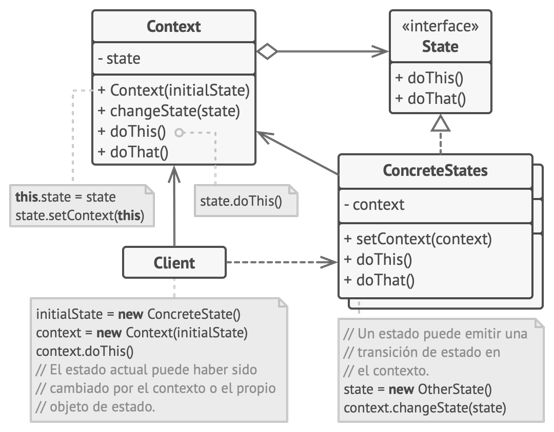 Context
- state
+ Context(initialState)
+ changeState(state)
+ doThis()
+ doThat()
«interface»
State
+ doThis()
+ doThat()
this.state = state
state.setContext(this)
state.doThis()
ConcreteStates
- context
+ setContext(context)
+ doThis()
+ doThat()
Client
initialState = new ConcreteState()
context = new Context(initialState)
context.doThis()
// El estado actual puede haber sido
// cambiado por el contexto o el propio
// objeto de estado.
// Un estado puede emitir una
// transición de estado en
// el contexto.
state = new OtherState()
context.changeState(state)